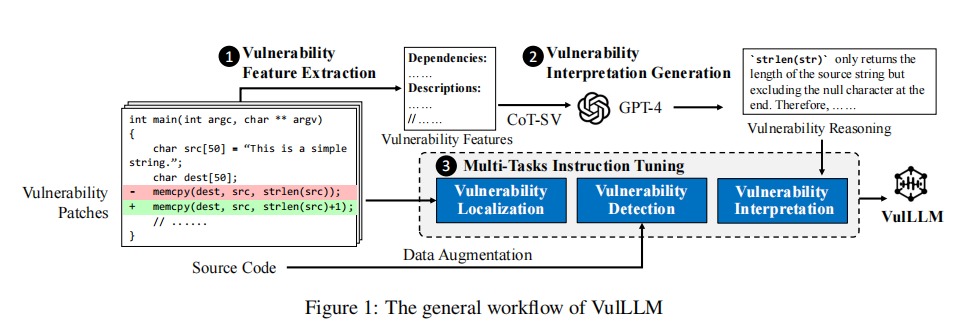 1 Vulnerability
Feature Extraction
Dependencies:
... ...
Descriptions:
... ...
// ... ...
Vulnerability Features
2 Vulnerability
Interpretation Generation
CoT-SV
GPT-4
`strlen(str)` only returns the
length of the source string but
excluding the null character at
the end. Therefore, ... ...
Vulnerability Reasoning
Vulnerability
Patches
int main(int argc, char ** argv)
{
char src[50] = “This is a simple
string.”;
char dest[50];
- memcpy(dest, src, strlen(src));
+ memcpy(dest, src, strlen(src)+1);
// ......
}
3 Multi-Tasks Instruction Tuning
Vulnerability
Localization
Vulnerability
Detection
Vulnerability
Interpretation
VulLLM
Source Code
Data Augmentation
Figure 1: The general workflow of VulLLM